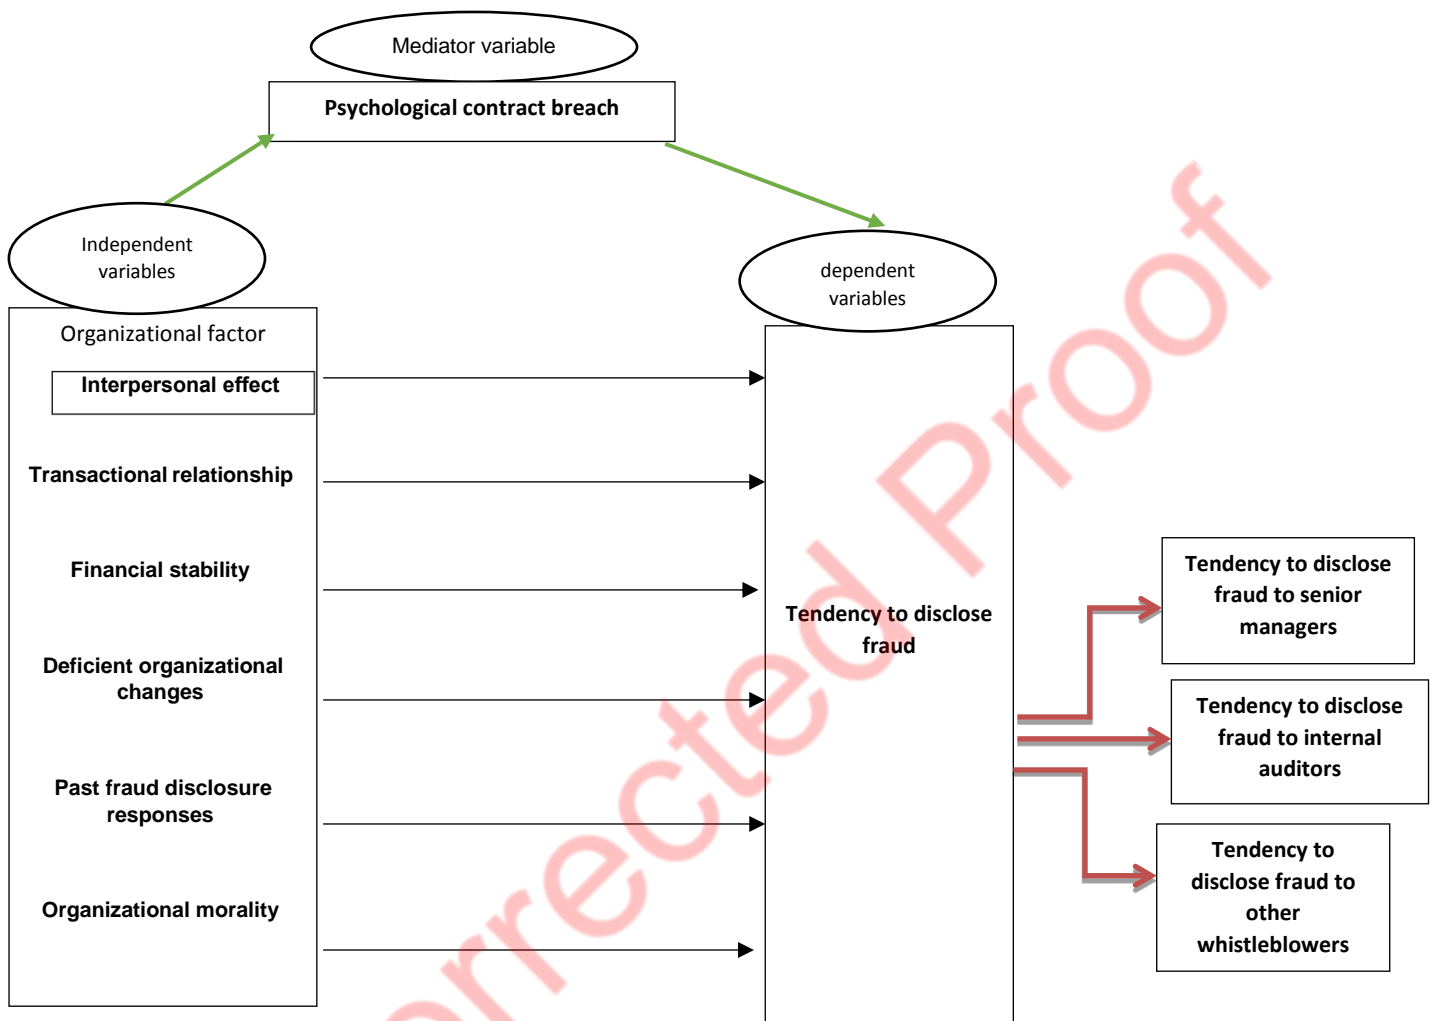 Mediator variable
Psychological contract breach
Independent
variables
dependent
variables
Organizational factor
Interpersonal effect
Transactional relationship
Financial stability
Deficient organizational
changes
Past fraud disclosure
responses
Organizational morality
Tendency to disclose
fraud
Tendency to disclose
fraud to senior
managers
Tendency to disclose
fraud to internal
auditors
Tendency to
disclose fraud to
other
whistleblowers
orrected Proof